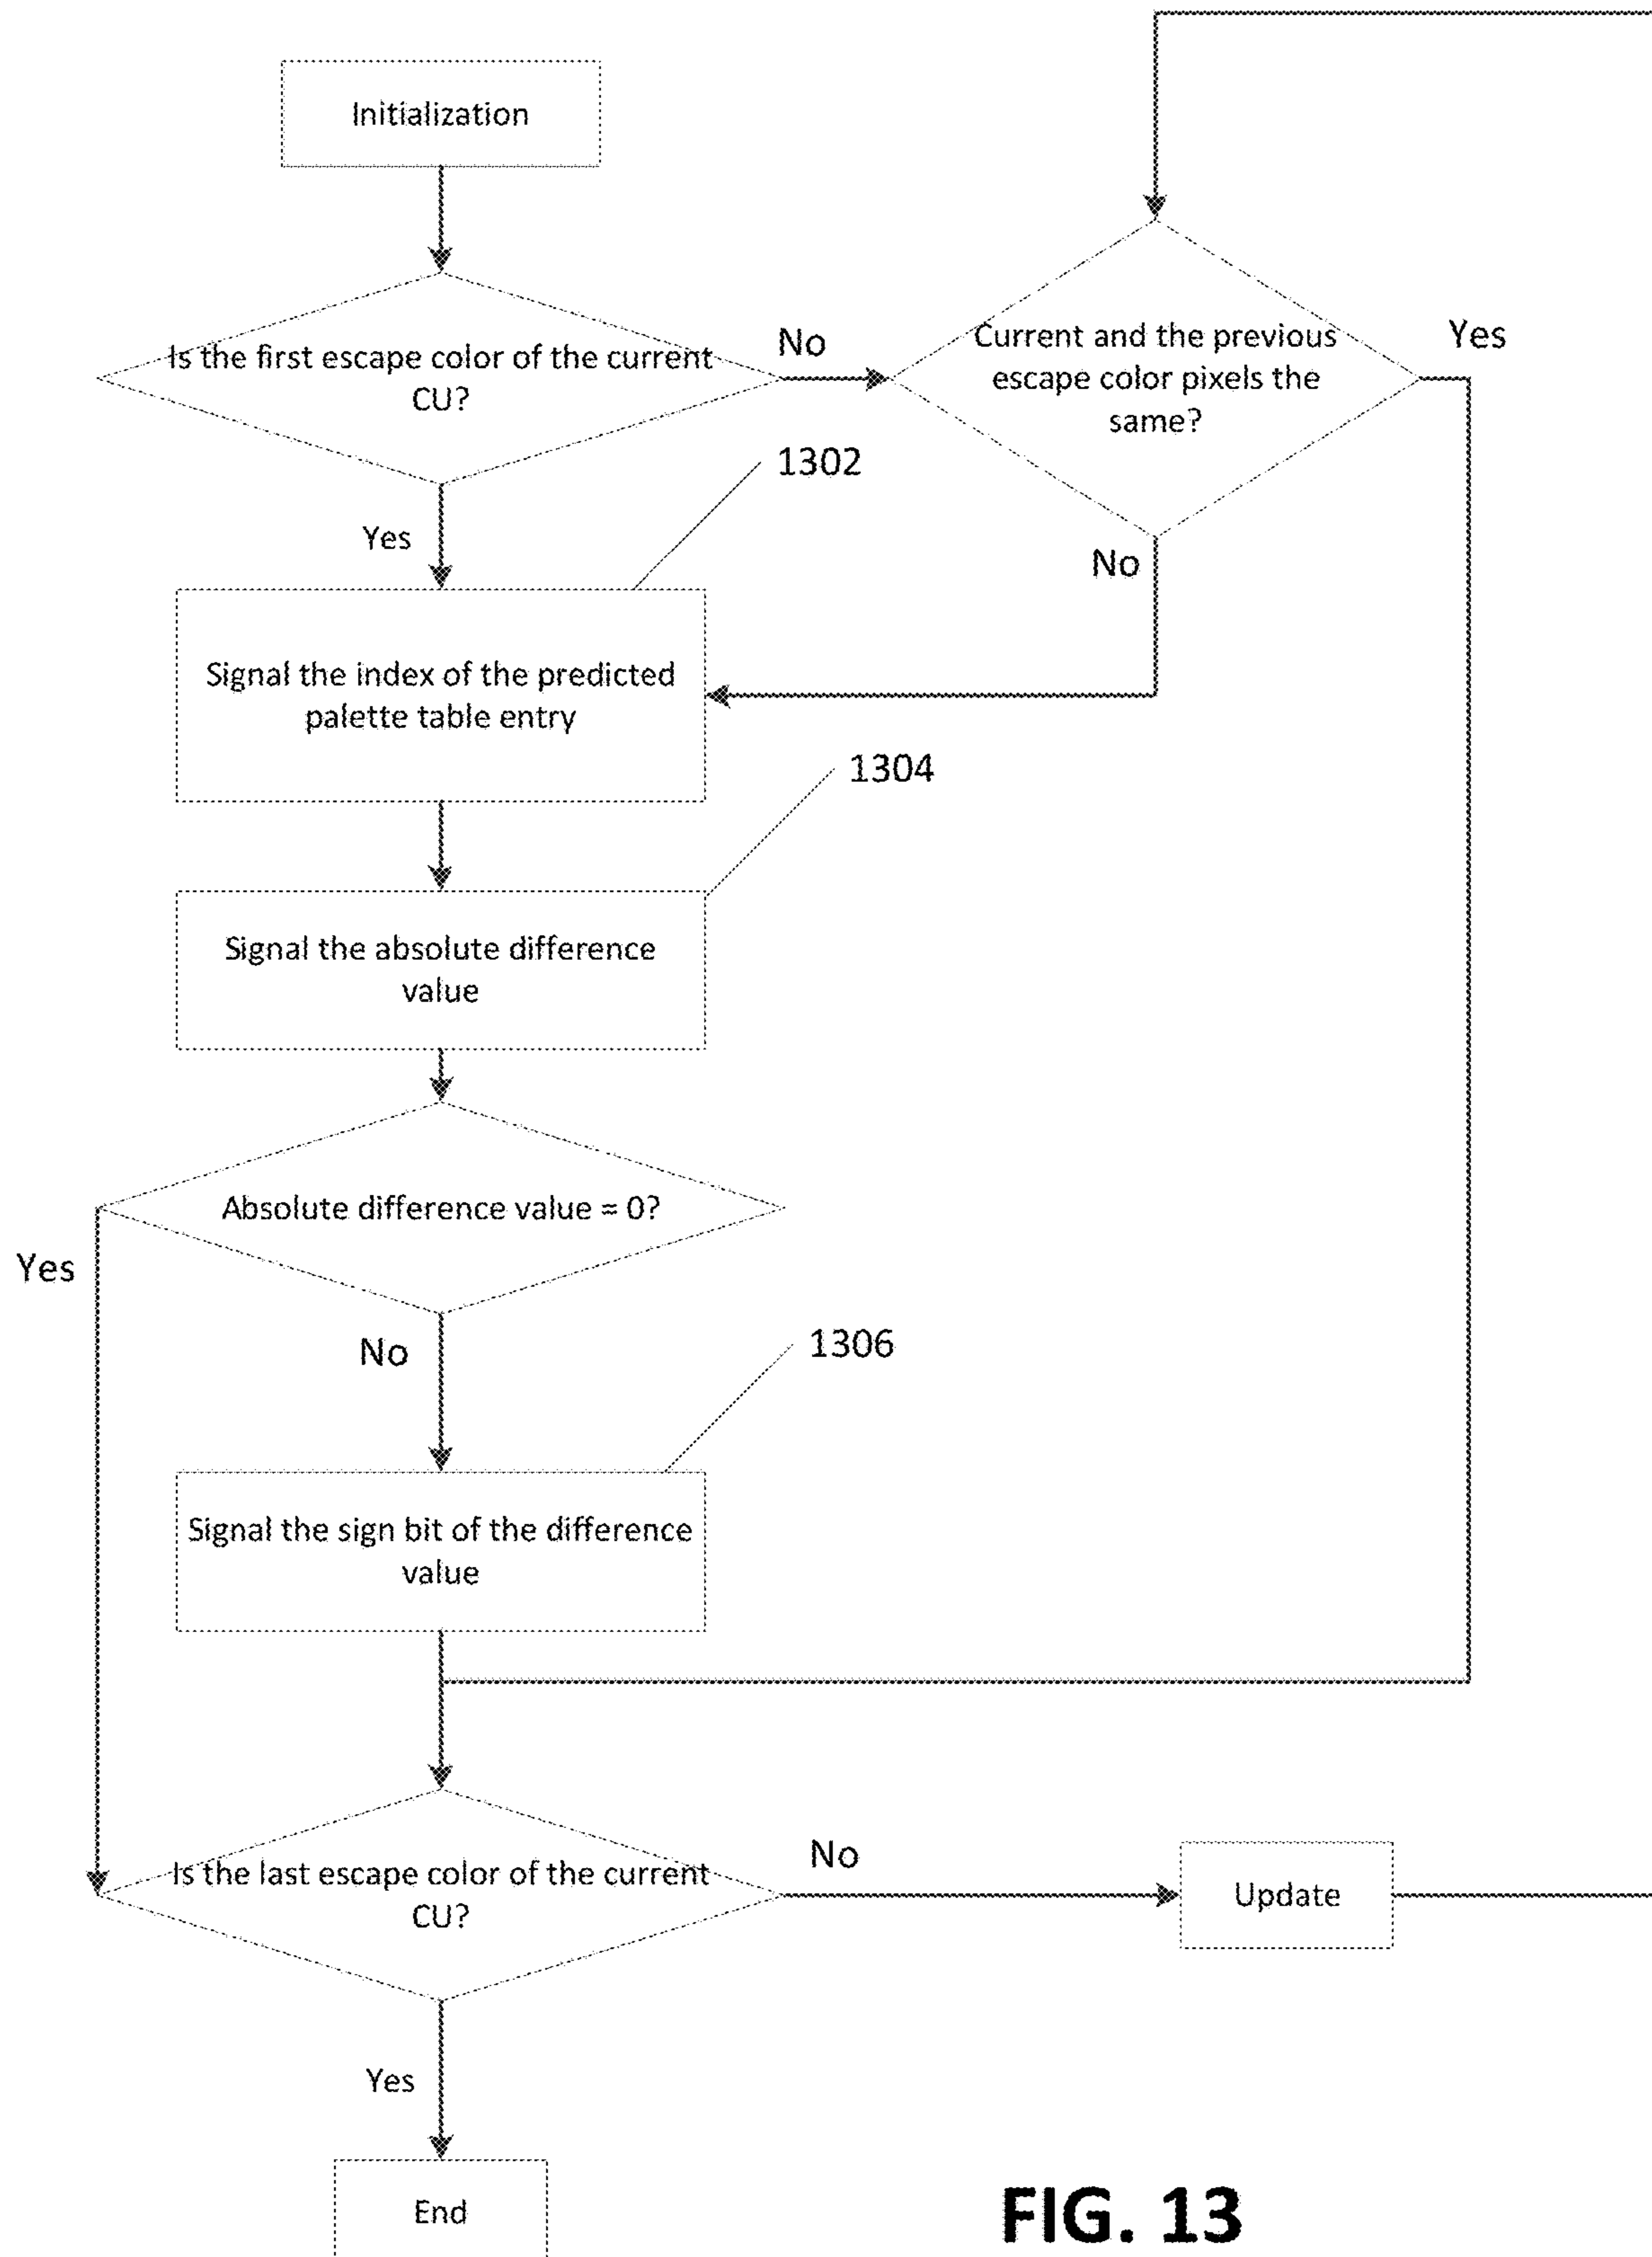 Initialization
Is the first escape color of the current
CU?
No
Current and the previous
escape color pixels the
same?
Yes
1302
Yes
No
Signal the index of the predicted
palette table entry
1304
Signal the absolute difference
value
Absolute difference value = 0?
Yes
No
1306
Signal the sign bit of the difference
value
Is the last escape color of the current
CU?
No
Update
Yes
End
FIG. 13